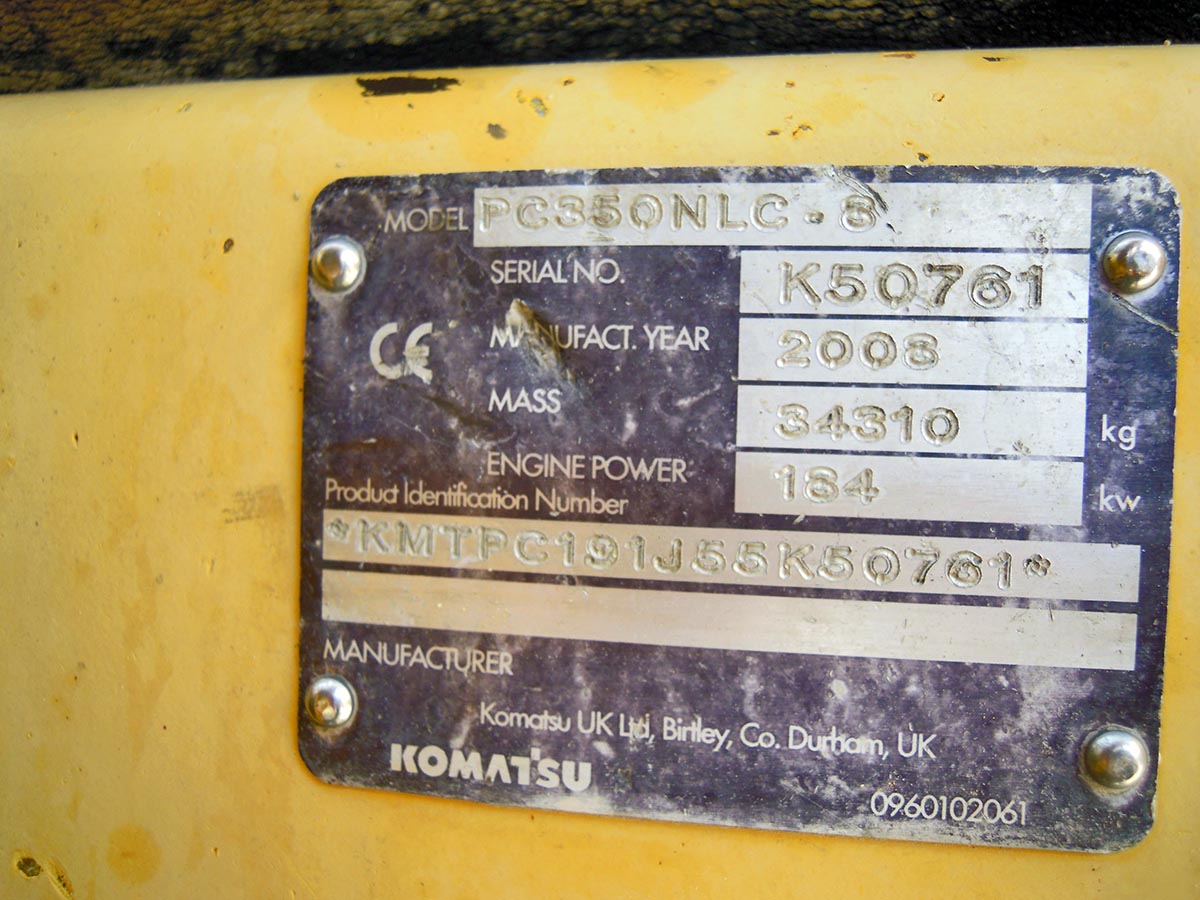 MODEL PC350NLC-8
SERIAL NO. K50761
CE MANUFACT. YEAR 2008
MASS 34310 kg
ENGINE POWER 184 kw
Product Identification Number
*KMTPC191J55K50761*
MANUFACTURER
Komatsu UK Ltd, Birtley, Co. Durham, UK
KOMATSU
0960102061